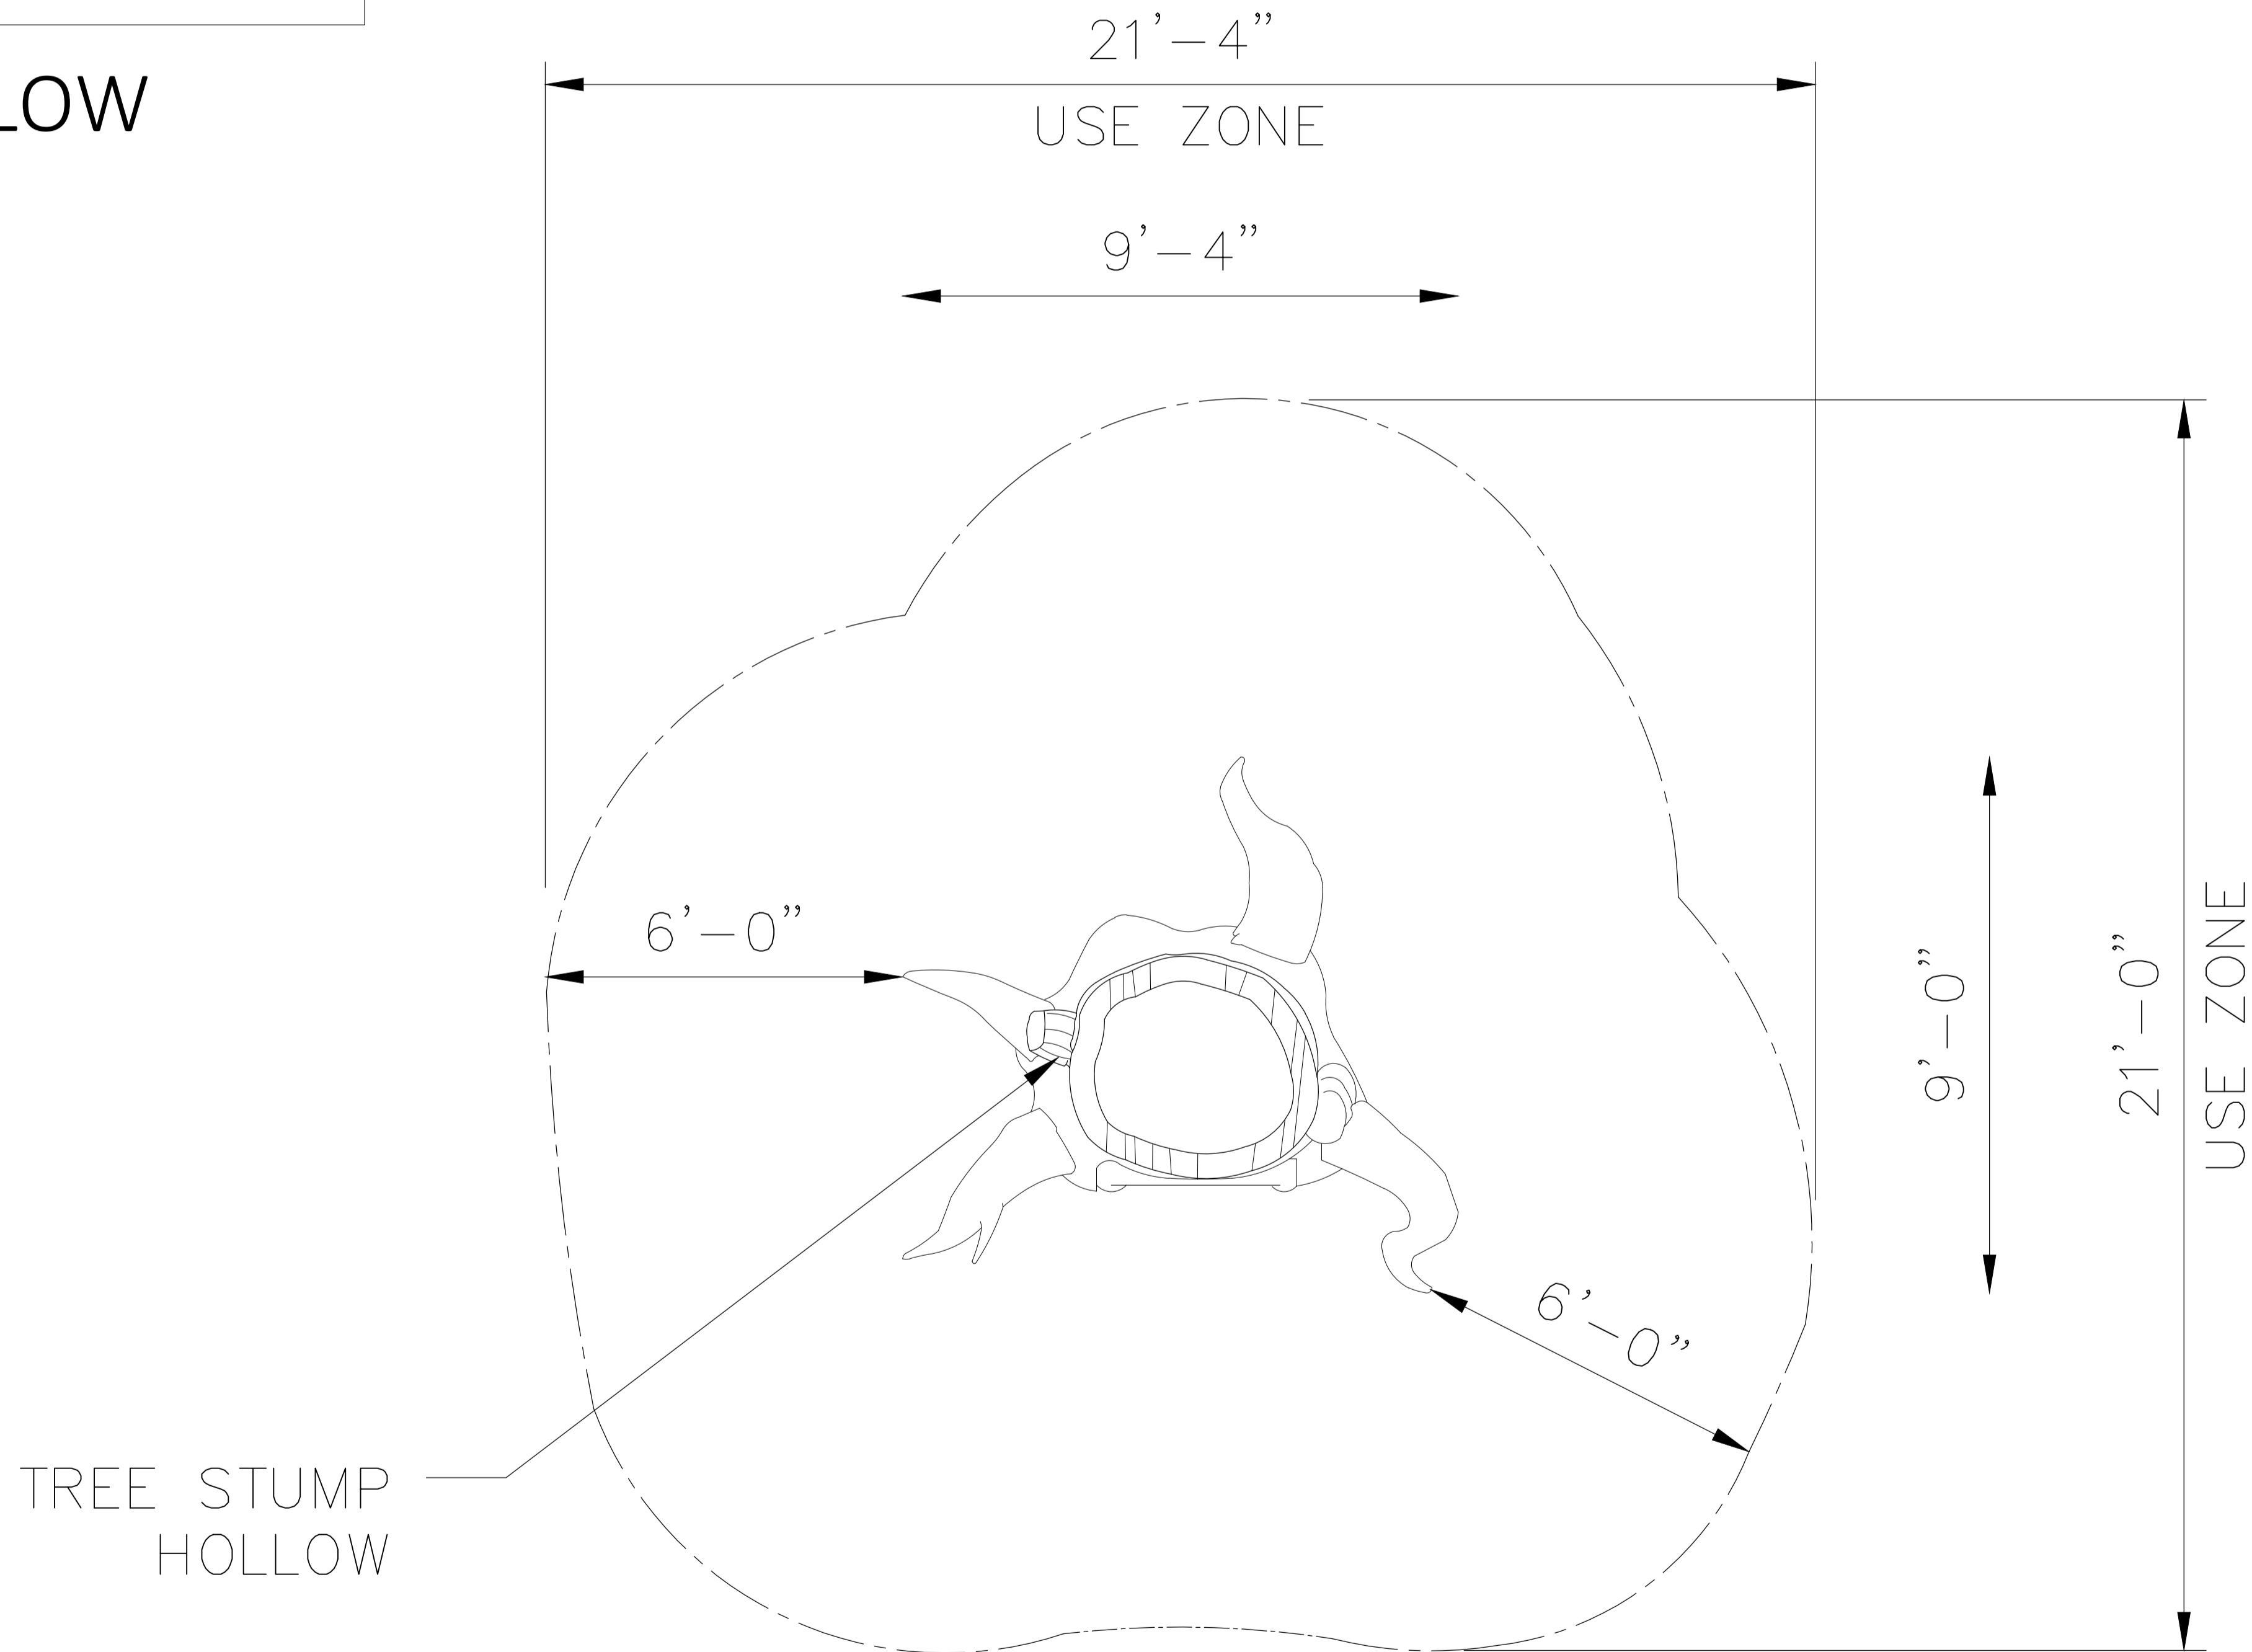 LOW
21'-4"
USE ZONE
9'-4"
6'-0"
9'-0"
21'-0"
USE ZONE
6'-0"
TREE STUMP
HOLLOW